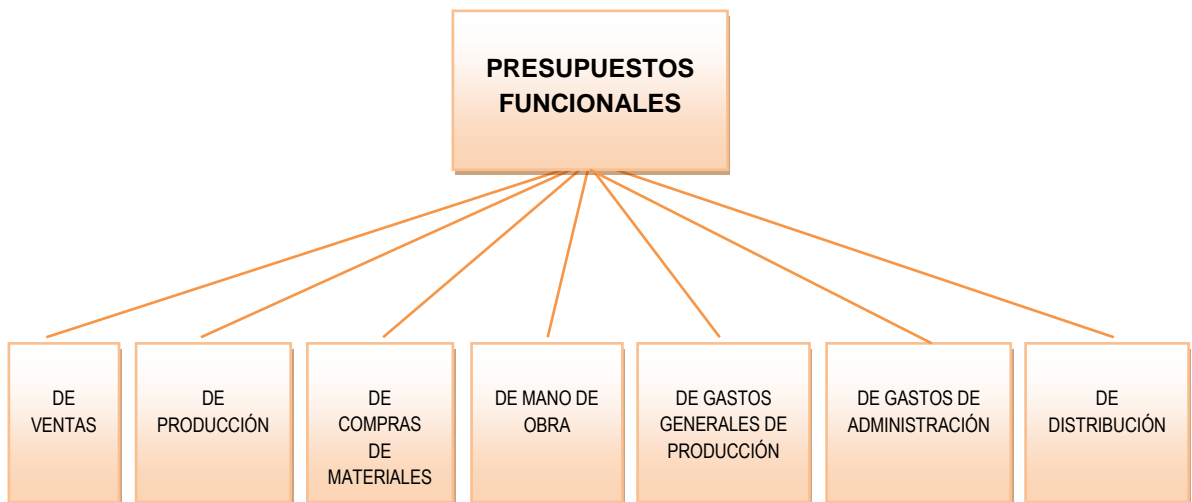 PRESUPUESTOS
FUNCIONALES
DE
VENTAS
DE
PRODUCCIÓN
DE
COMPRAS
DE
MATERIALES
DE MANO DE
OBRA
DE GASTOS
GENERALES DE
PRODUCCIÓN
DE GASTOS DE
ADMINISTRACIÓN
DE
DISTRIBUCIÓN